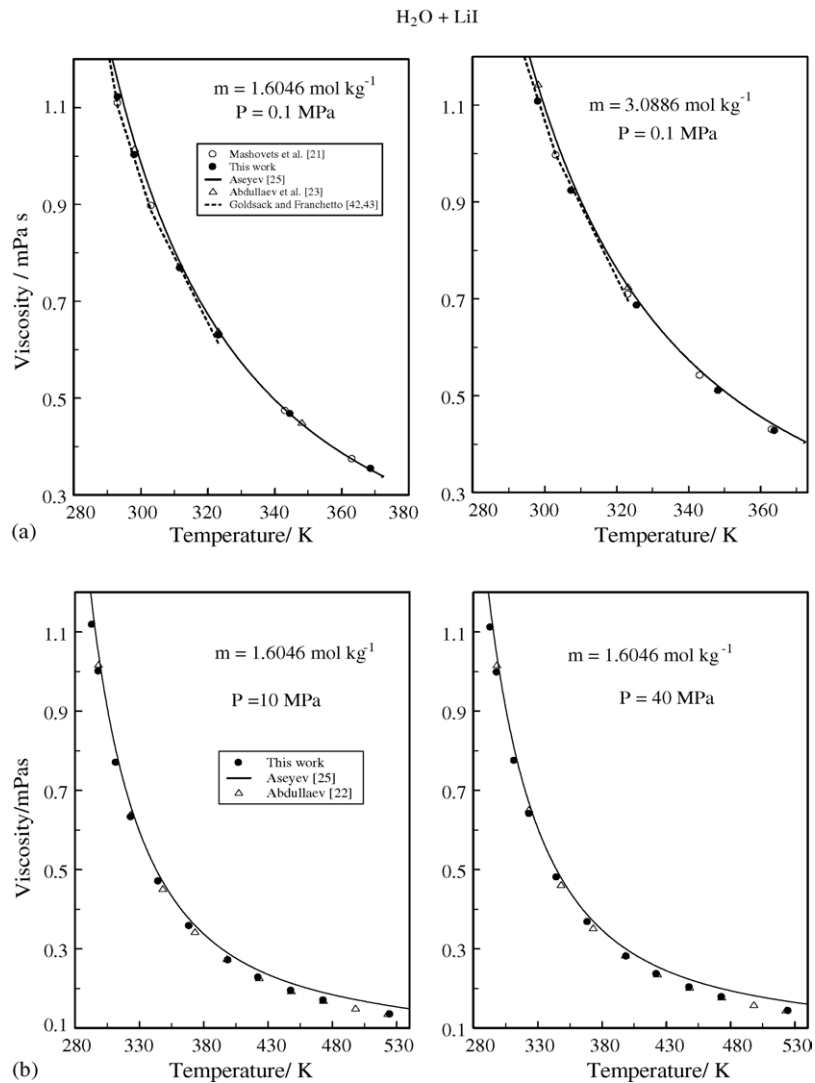 H₂O + LiI
m = 1.6046 mol kg⁻¹
P = 0.1 MPa
Mashovets et al. [21]
This work
Aseyev [25]
Abdullaev et al. [23]
Goldsack and Franchetto [42,43]
Viscosity / mPa s
1.1
0.9
0.7
0.5
0.3
280 300 320 340 360 380
Temperature/ K
(a)
m = 3.0886 mol kg⁻¹
P = 0.1 MPa
1.1
0.9
0.7
0.5
0.3
280 300 320 340 360
Temperature/ K
m = 1.6046 mol kg⁻¹
P =10 MPa
This work
Aseyev [25]
Abdullaev [22]
Viscosity/mPas
1.1
0.9
0.7
0.5
0.3
0.1
280 330 380 430 480 530
Temperature/ K
(b)
m = 1.6046 mol kg⁻¹
P = 40 MPa
1.1
0.9
0.7
0.5
0.3
0.1
280 330 380 430 480 530
Temperature/ K